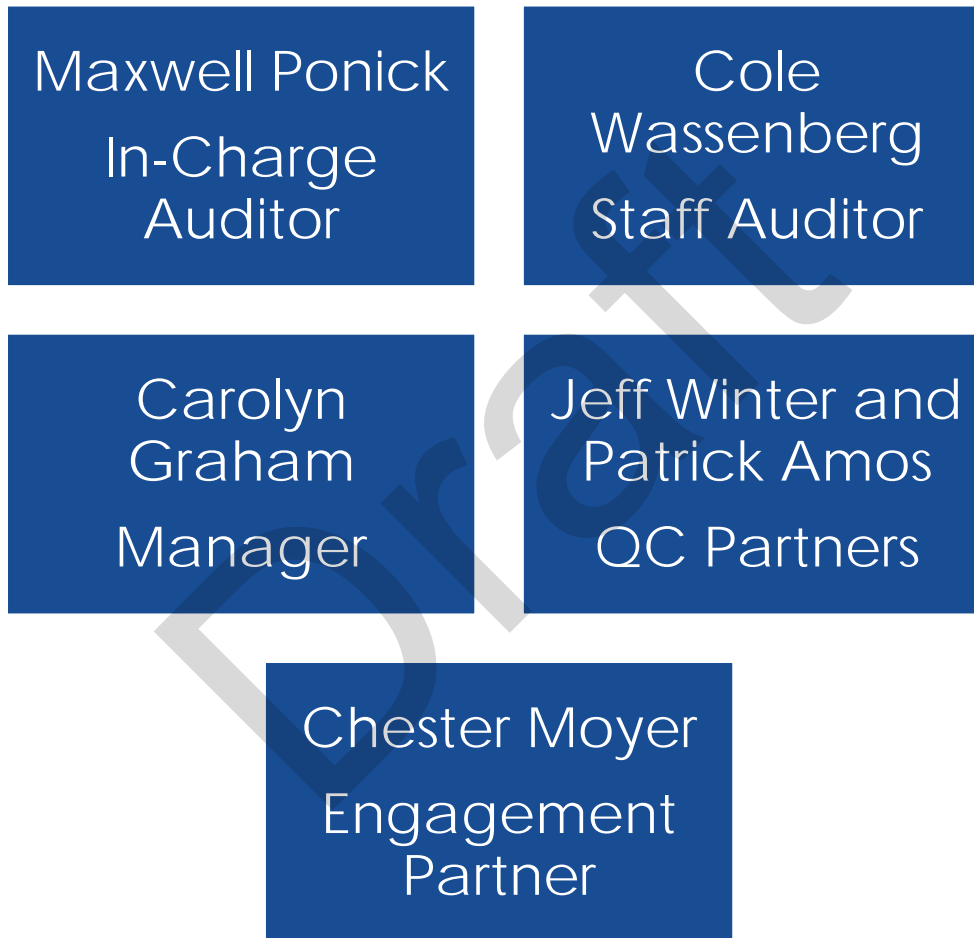 Maxwell Ponick
In-Charge
Auditor
Cole
Wassenberg
Staff Auditor
Carolyn
Graham
Manager
Jeff Winter and
Patrick Amos
QC Partners
Chester Moyer
Engagement
Partner
Draft